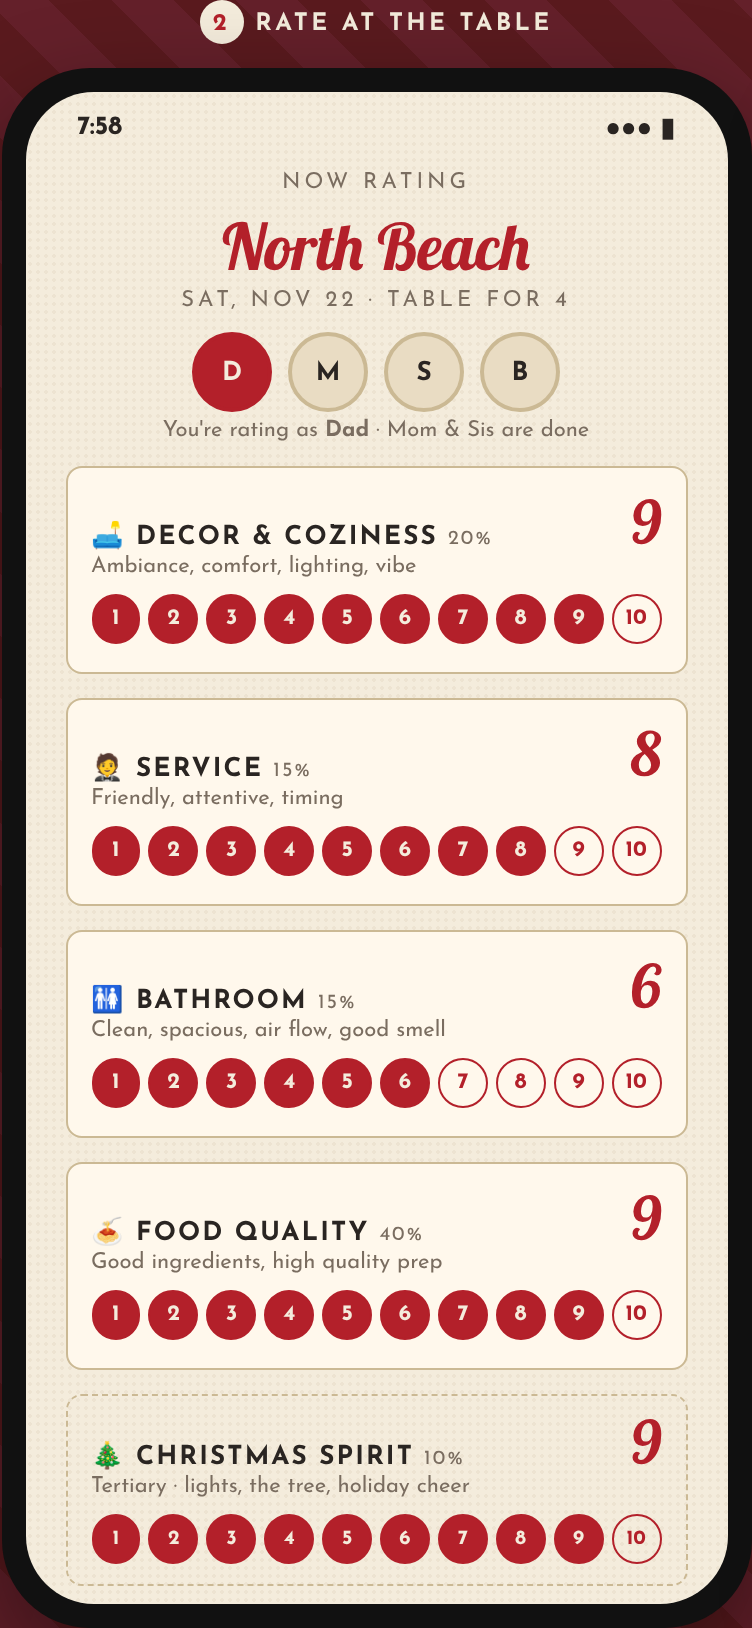 2 RATE AT THE TABLE
7:58
NOW RATING
North Beach
SAT, NOV 22 · TABLE FOR 4
D M S B
You're rating as Dad · Mom & Sis are done
DECOR & COZINESS 20% 9
Ambiance, comfort, lighting, vibe
1 2 3 4 5 6 7 8 9 10
SERVICE 15% 8
Friendly, attentive, timing
1 2 3 4 5 6 7 8 9 10
BATHROOM 15% 6
Clean, spacious, air flow, good smell
1 2 3 4 5 6 7 8 9 10
FOOD QUALITY 40% 9
Good ingredients, high quality prep
1 2 3 4 5 6 7 8 9 10
CHRISTMAS SPIRIT 10% 9
Tertiary · lights, the tree, holiday cheer
1 2 3 4 5 6 7 8 9 10